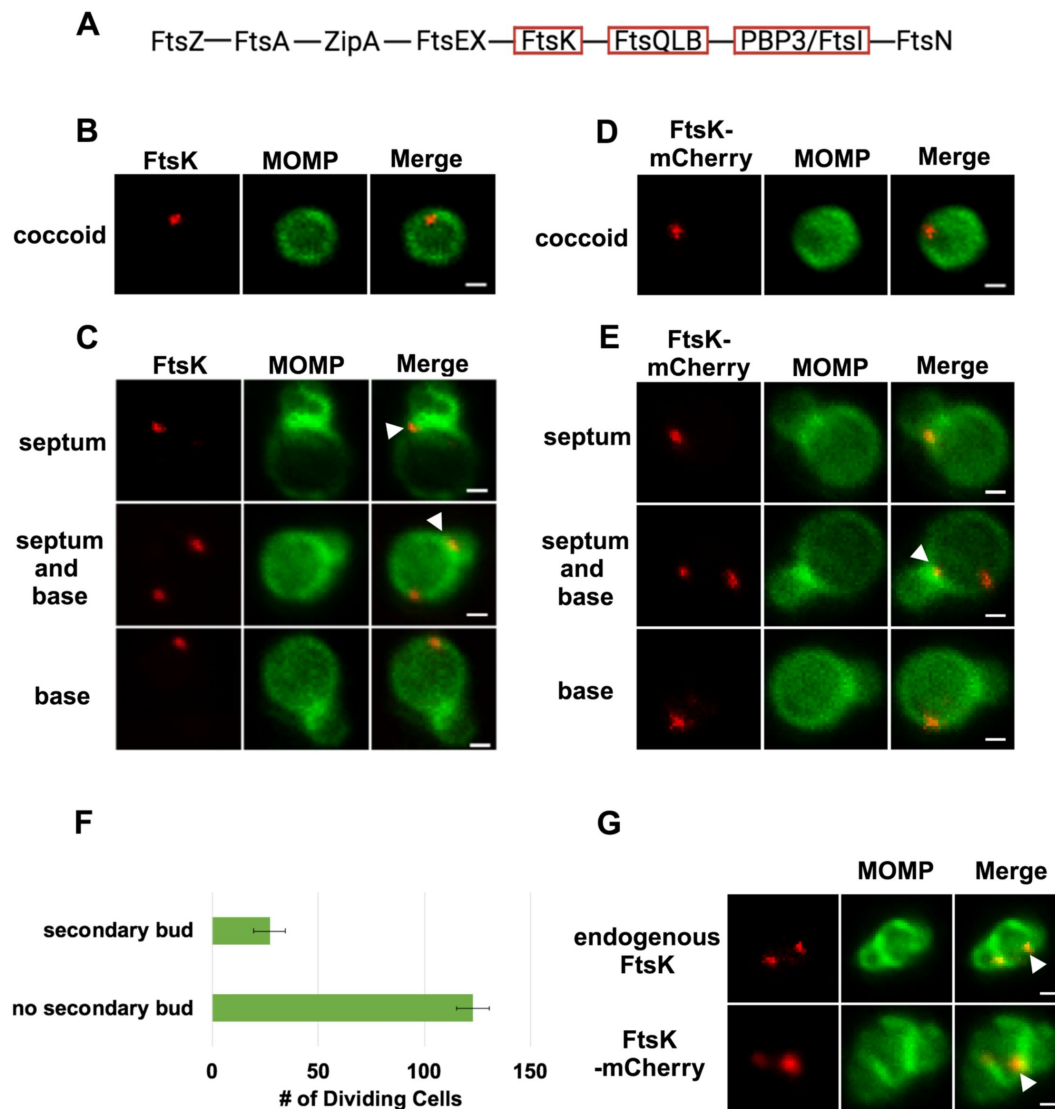 A
FtsZ—FtsA—ZipA—FtsEX—FtsK—FtsQLB—PBP3/FtsI—FtsN
B
FtsK MOMP Merge
coccoid
D
FtsK-
mCherry MOMP Merge
coccoid
C
FtsK MOMP Merge
septum
septum
and
base
base
E
FtsK-
mCherry MOMP Merge
septum
septum
and
base
base
F
secondary bud
no secondary bud
0 50 100 150
# of Dividing Cells
G
MOMP Merge
endogenous
FtsK
FtsK
-mCherry